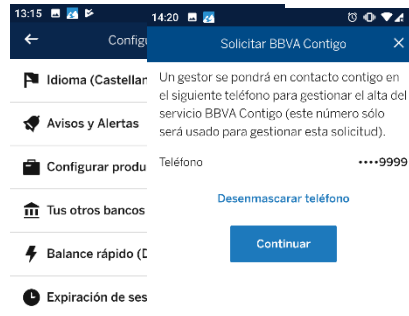 13:15
Configu
Idioma (Castellan
Avisos y Alertas
Configurar produ
Tus otros bancos
Balance rápido (D
Expiración de ses
14:20
Solicitar BBVA Contigo
Un gestor se pondrá en contacto contigo en
el siguiente teléfono para gestionar el alta del
servicio BBVA Contigo (este número sólo
será usado para gestionar esta solicitud).
Teléfono ····9999
Desenmascarar teléfono
Continuar